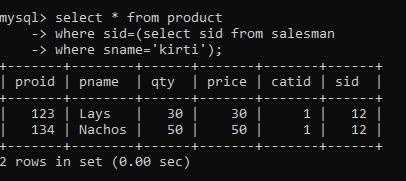 mysql> select * from product
    -> where sid=(select sid from salesman
    -> where sname='kirti');
+-------+--------+------+-------+-------+------+
| proid | pname  | qty  | price | catid | sid  |
+-------+--------+------+-------+-------+------+
|   123 | Lays   |   30 |    30 |     1 |   12 |
|   134 | Nachos |   50 |    50 |     1 |   12 |
+-------+--------+------+-------+-------+------+
2 rows in set (0.00 sec)